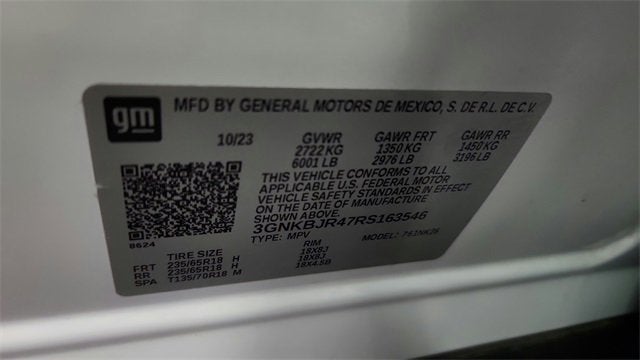 gm MFD BY GENERAL MOTORS DE MEXICO, S. DE R.L. DE C.V.
10/23 GVWR GAWR FRT GAWR RR
2722 KG 1350 KG 1450 KG
6001 LB 2976 LB 3196 LB
THIS VEHICLE CONFORMS TO ALL
APPLICABLE U.S. FEDERAL MOTOR
VEHICLE SAFETY STANDARDS IN EFFECT
ON THE DATE OF MANUFACTURE
SHOWN ABOVE.
3GNKBJR47RS163546
8624 TYPE: MPV MODEL:
TIRE SIZE RIM
FRT 235/65R18 H 18X8J
RR 235/65R18 H 18X8J
SPA T135/70R18 M 18X4.5B